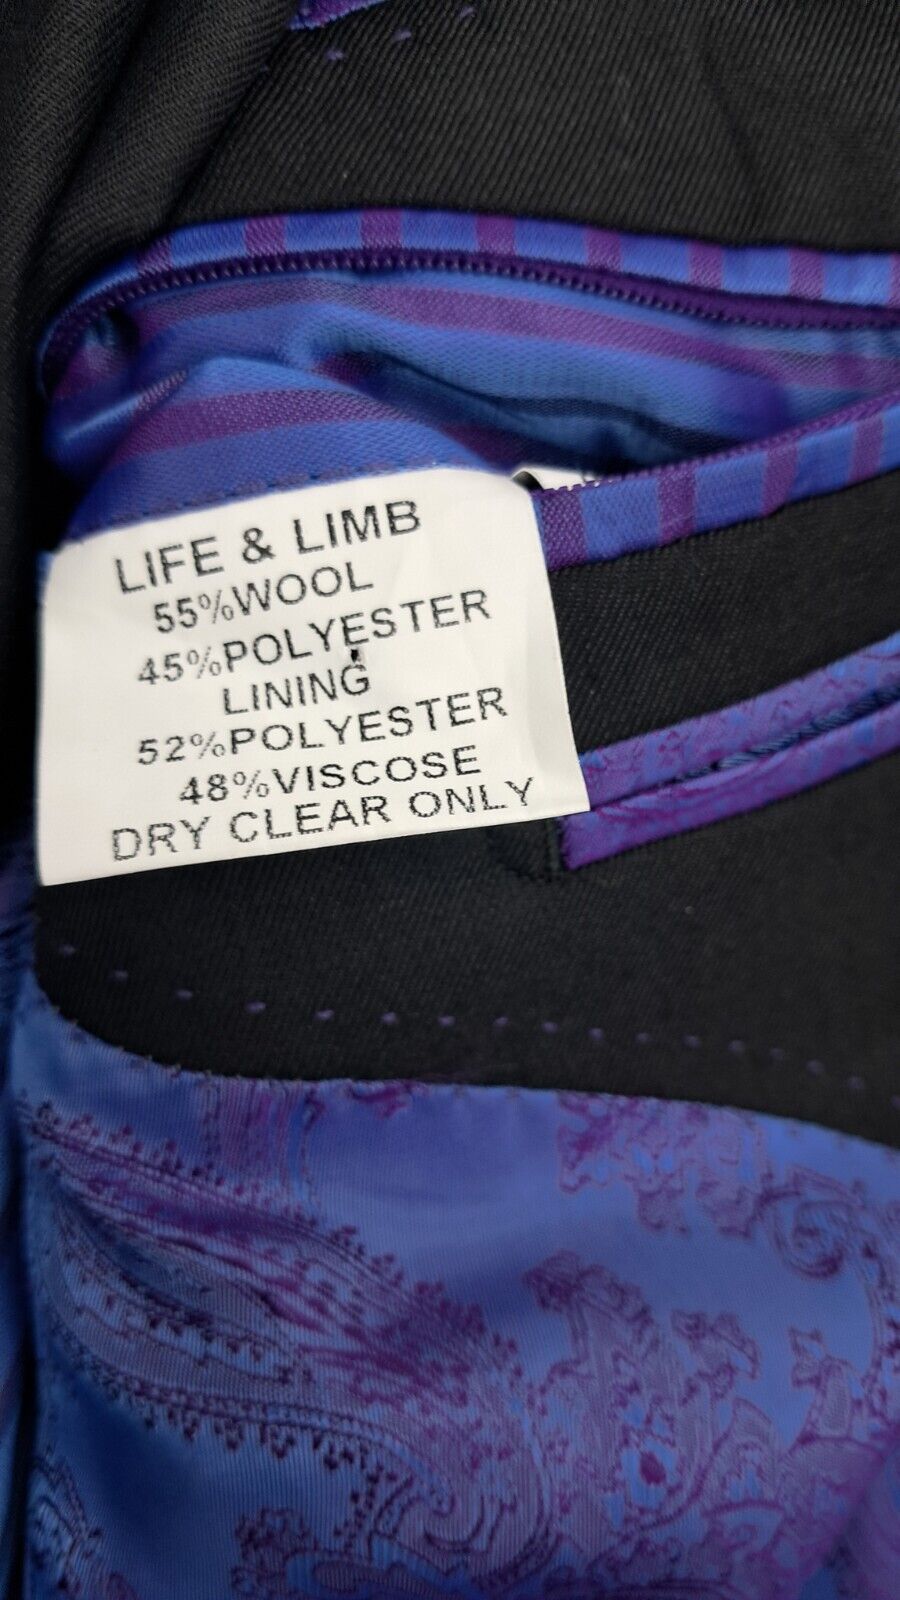 LIFE & LIMB
55%WOOL
45%POLYESTER
LINING
52%POLYESTER
48%VISCOSE
DRY CLEAR ONLY